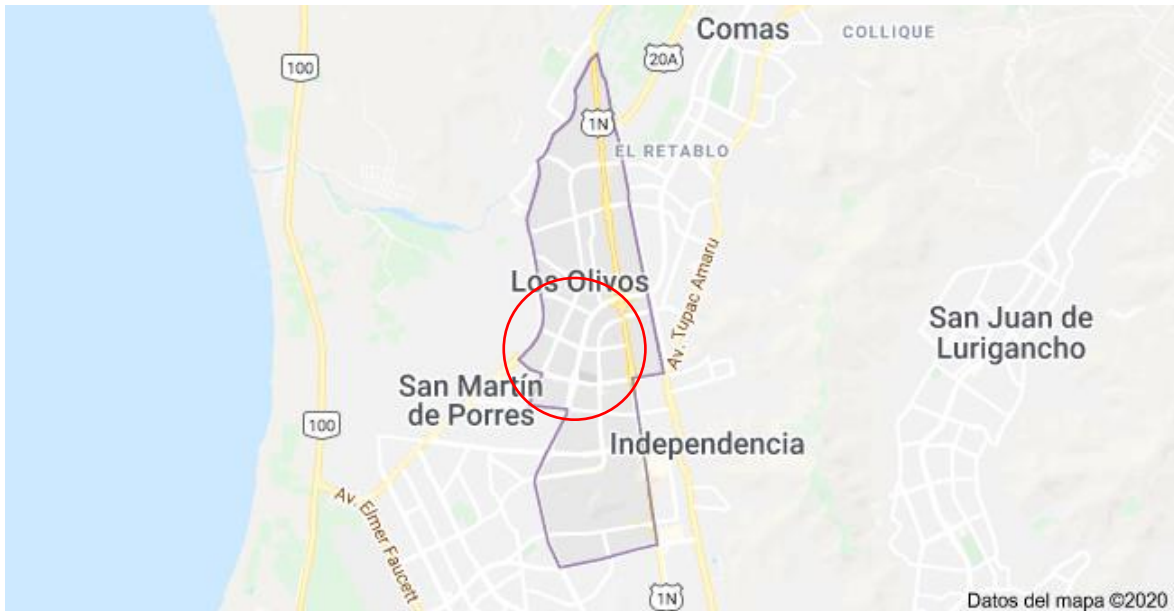 Comas
COLLIQUE
20A
100
1N
EL RETABLO
Los Olivos
Av. Tupac Amaru
San Juan de
Lurigancho
San Martín
de Porres
100
Independencia
Av. Elmer Faucett
1N
Datos del mapa ©2020